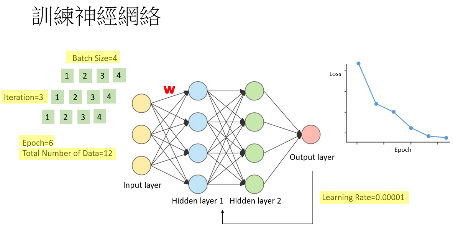 訓練神經網絡
Batch Size=4
1 2 3 4
Iteration=3
1 2 3 4
1 2 3 4
Epoch=6
Total Number of Data=12
W
Input layer
Hidden layer 1
Hidden layer 2
Output layer
Learning Rate=0.00001
Loss
Epoch